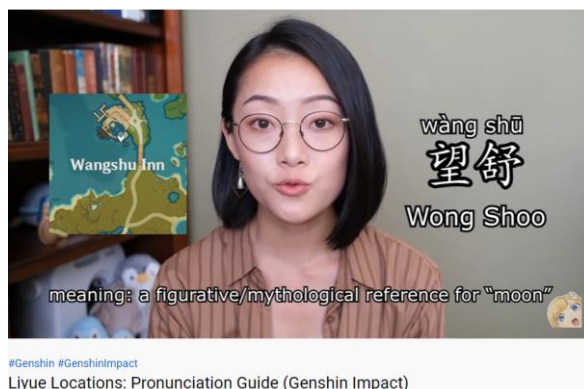 Wangshu Inn
wàng shū
望舒
Wong Shoo
meaning: a figurative/mythological reference for “moon”
#Genshin #GenshinImpact
Liyue Locations: Pronunciation Guide (Genshin Impact)